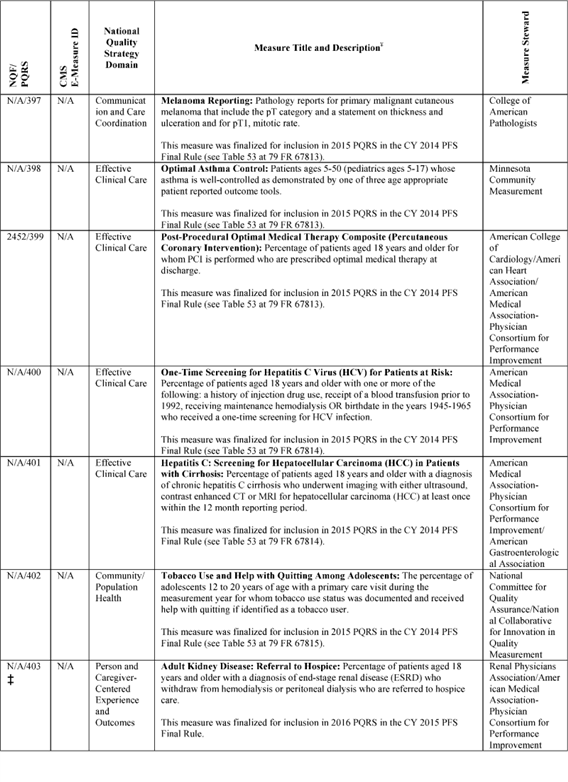 NQF/
PQRS
CMS
E-Measure ID
National
Quality
Strategy
Domain
Measure Title and Description¥
Measure Steward
N/A/397
N/A
Communicat
ion and Care
Coordination
Melanoma Reporting: Pathology reports for primary malignant cutaneous
melanoma that include the pT category and a statement on thickness and
ulceration and for pT1, mitotic rate.
This measure was finalized for inclusion in 2015 PQRS in the CY 2014 PFS
Final Rule (see Table 53 at 79 FR 67813).
College of
American
Pathologists
N/A/398
N/A
Effective
Clinical Care
Optimal Asthma Control: Patients ages 5-50 (pediatrics ages 5-17) whose
asthma is well-controlled as demonstrated by one of three age appropriate
patient reported outcome tools.
This measure was finalized for inclusion in 2015 PQRS in the CY 2014 PFS
Final Rule (see Table 53 at 79 FR 67813).
Minnesota
Community
Measurement
2452/399
N/A
Effective
Clinical Care
Post-Procedural Optimal Medical Therapy Composite (Percutaneous
Coronary Intervention): Percentage of patients aged 18 years and older for
whom PCI is performed who are prescribed optimal medical therapy at
discharge.
This measure was finalized for inclusion in 2015 PQRS in the CY 2014 PFS
Final Rule (see Table 53 at 79 FR 67813).
American College
of
Cardiology/Ameri
can Heart
Association/
American
Medical
Association-
Physician
Consortium for
Performance
Improvement
N/A/400
N/A
Effective
Clinical Care
One-Time Screening for Hepatitis C Virus (HCV) for Patients at Risk:
Percentage of patients aged 18 years and older with one or more of the
following: a history of injection drug use, receipt of a blood transfusion prior to
1992, receiving maintenance hemodialysis OR birthdate in the years 1945-1965
who received a one-time screening for HCV infection.
This measure was finalized for inclusion in 2015 PQRS in the CY 2014 PFS
Final Rule (see Table 53 at 79 FR 67814).
American
Medical
Association-
Physician
Consortium for
Performance
Improvement
N/A/401
N/A
Effective
Clinical Care
Hepatitis C: Screening for Hepatocellular Carcinoma (HCC) in Patients
with Cirrhosis: Percentage of patients aged 18 years and older with a diagnosis
of chronic hepatitis C cirrhosis who underwent imaging with either ultrasound,
contrast enhanced CT or MRI for hepatocellular carcinoma (HCC) at least once
within the 12 month reporting period.
This measure was finalized for inclusion in 2015 PQRS in the CY 2014 PFS
Final Rule (see Table 53 at 79 FR 67814).
American
Medical
Association-
Physician
Consortium for
Performance
Improvement/
American
Gastroenterologic
al Association
N/A/402
N/A
Community/
Population
Health
Tobacco Use and Help with Quitting Among Adolescents: The percentage of
adolescents 12 to 20 years of age with a primary care visit during the
measurement year for whom tobacco use status was documented and received
help with quitting if identified as a tobacco user.
This measure was finalized for inclusion in 2015 PQRS in the CY 2014 PFS
Final Rule (see Table 53 at 79 FR 67815).
National
Committee for
Quality
Assurance/Nation
al Collaborative
for Innovation in
Quality
Measurement
N/A/403
‡
N/A
Person and
Caregiver-
Centered
Experience
and
Outcomes
Adult Kidney Disease: Referral to Hospice: Percentage of patients aged 18
years and older with a diagnosis of end-stage renal disease (ESRD) who
withdraw from hemodialysis or peritoneal dialysis who are referred to hospice
care.
This measure was finalized for inclusion in 2016 PQRS in the CY 2015 PFS
Final Rule.
Renal Physicians
Association/Amer
ican Medical
Association-
Physician
Consortium for
Performance
Improvement